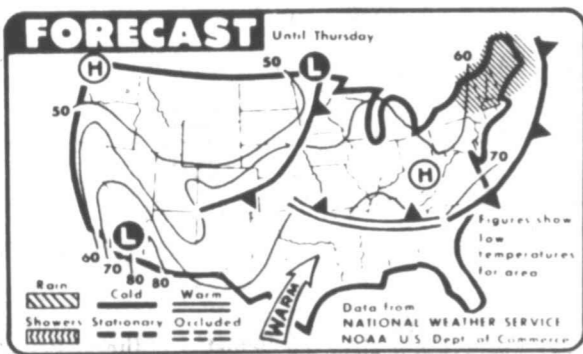 FORECAST Until Thursday
H
50
L
60
50
H
70
L
60
70
80
80
Figures show
low
temperatures
for area
WARM
Rain
Cold
Warm
Showers
Stationary
Occluded
Data from
NATIONAL WEATHER SERVICE
NOAA U S Dept of Commerce